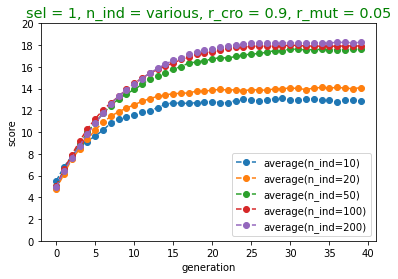 sel = 1, n_ind = various, r_cro = 0.9, r_mut = 0.05
20
18
16
14
12
10
8
6
4
2
0
score
0 5 10 15 20 25 30 35 40
generation
average(n_ind=10)
average(n_ind=20)
average(n_ind=50)
average(n_ind=100)
average(n_ind=200)